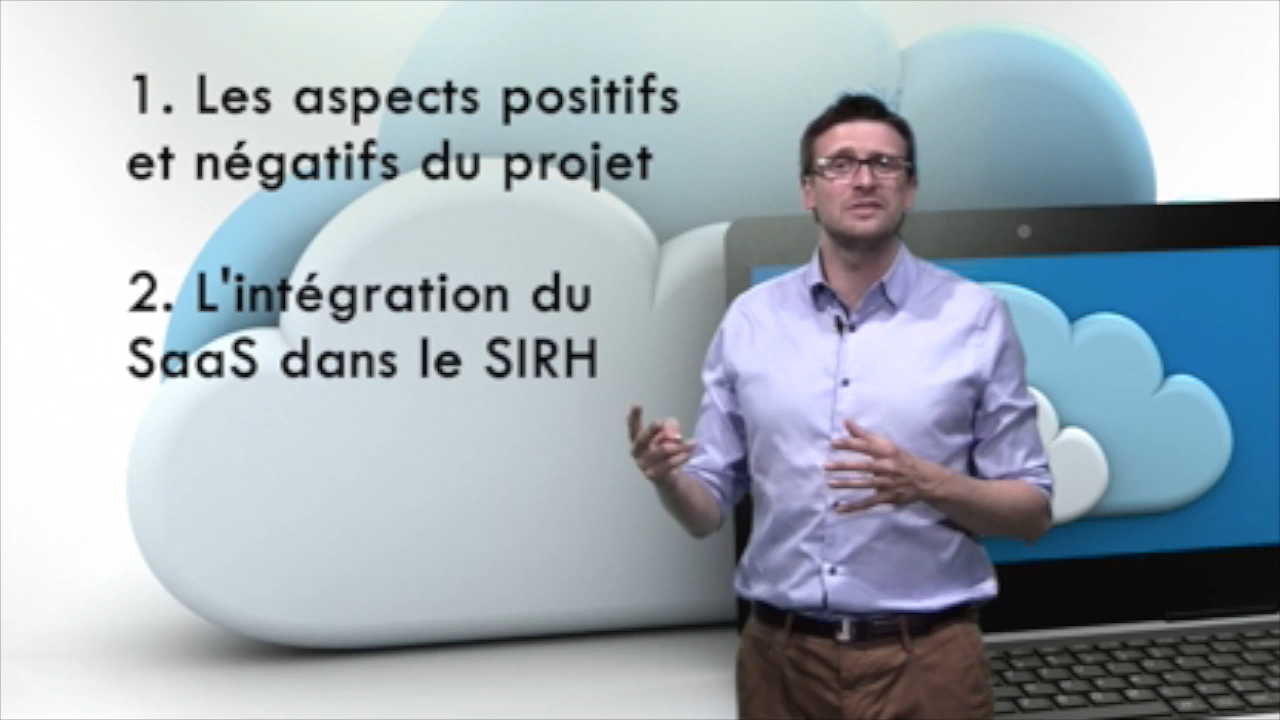 1. Les aspects positifs
et négatifs du projet
2. L'intégration du
SaaS dans le SIRH